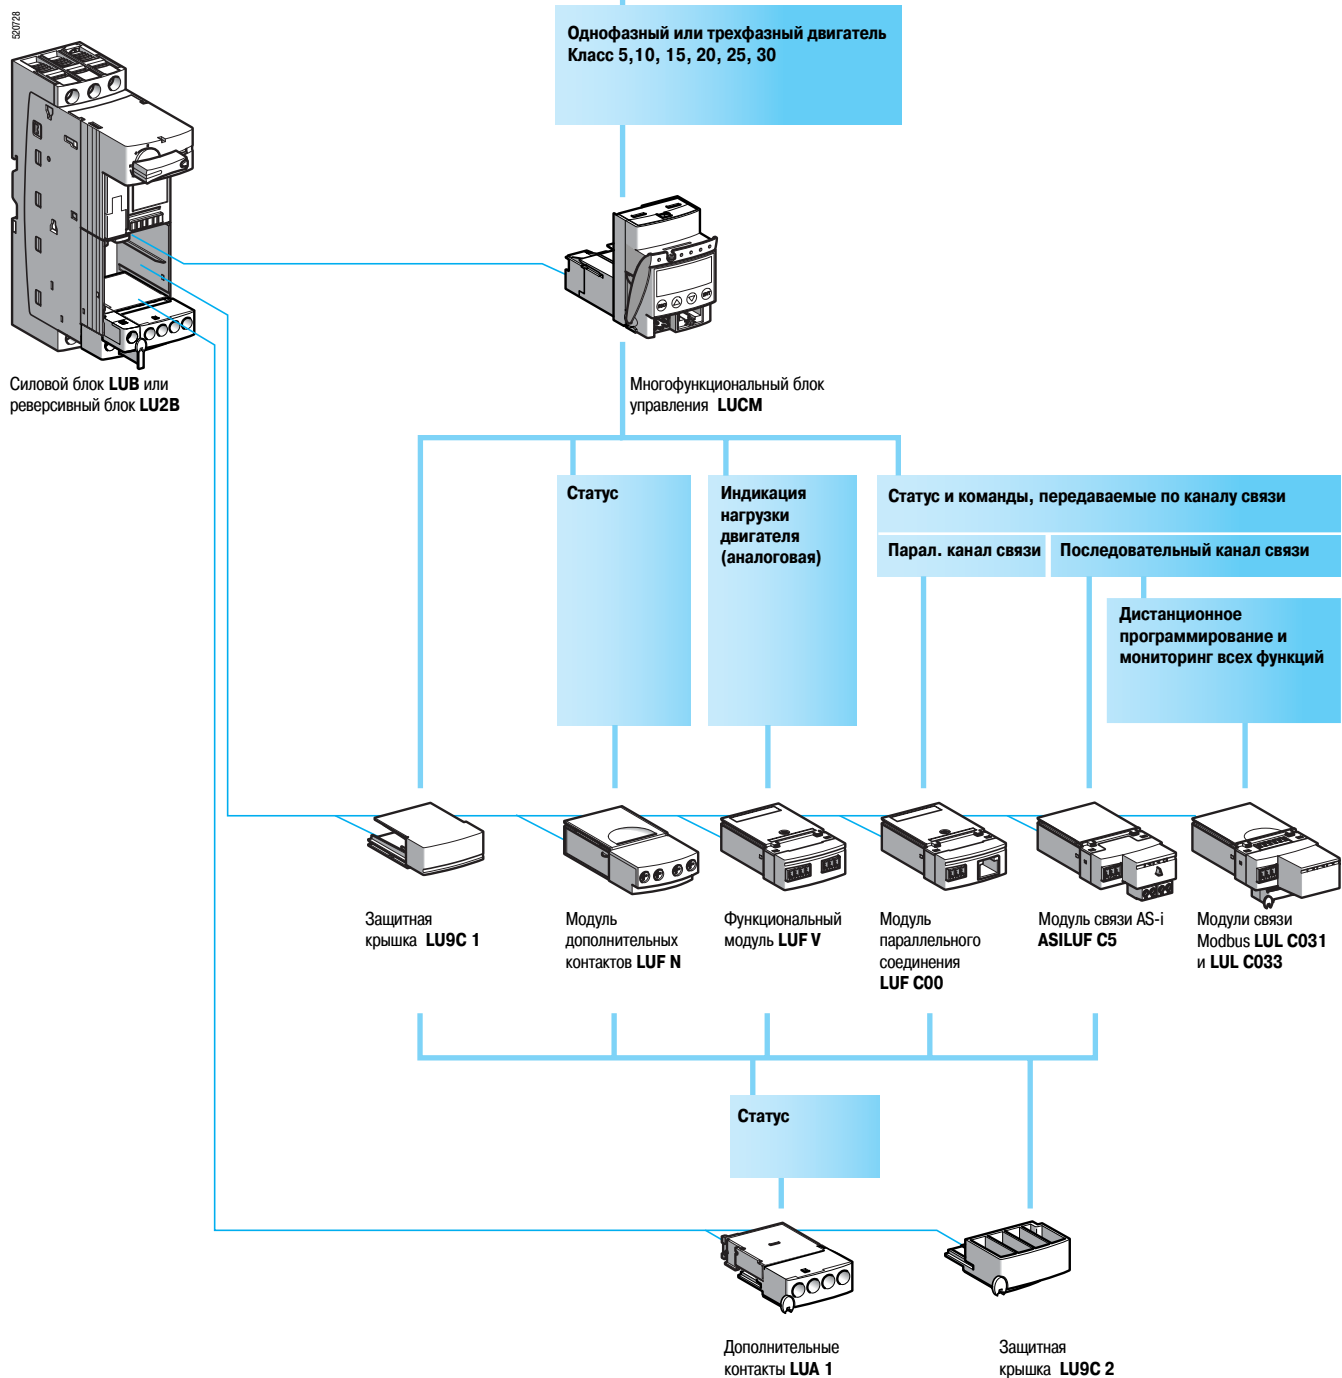 520728
Однофазный или трехфазный двигатель
Класс 5,10, 15, 20, 25, 30
Силовой блок LUB или
реверсивный блок LU2B
Многофункциональный блок
управления LUCM
Статус
Индикация
нагрузки
двигателя
(аналоговая)
Статус и команды, передаваемые по каналу связи
Парал. канал связи
Последовательный канал связи
Дистанционное
программирование и
мониторинг всех функций
Защитная
крышка LU9C 1
Модуль
дополнительных
контактов LUF N
Функциональный
модуль LUF V
Модуль
параллельного
соединения
LUF C00
Модуль связи AS-i
ASILUF C5
Модули связи
Modbus LUL C031
и LUL C033
Статус
Дополнительные
контакты LUA 1
Защитная
крышка LU9C 2